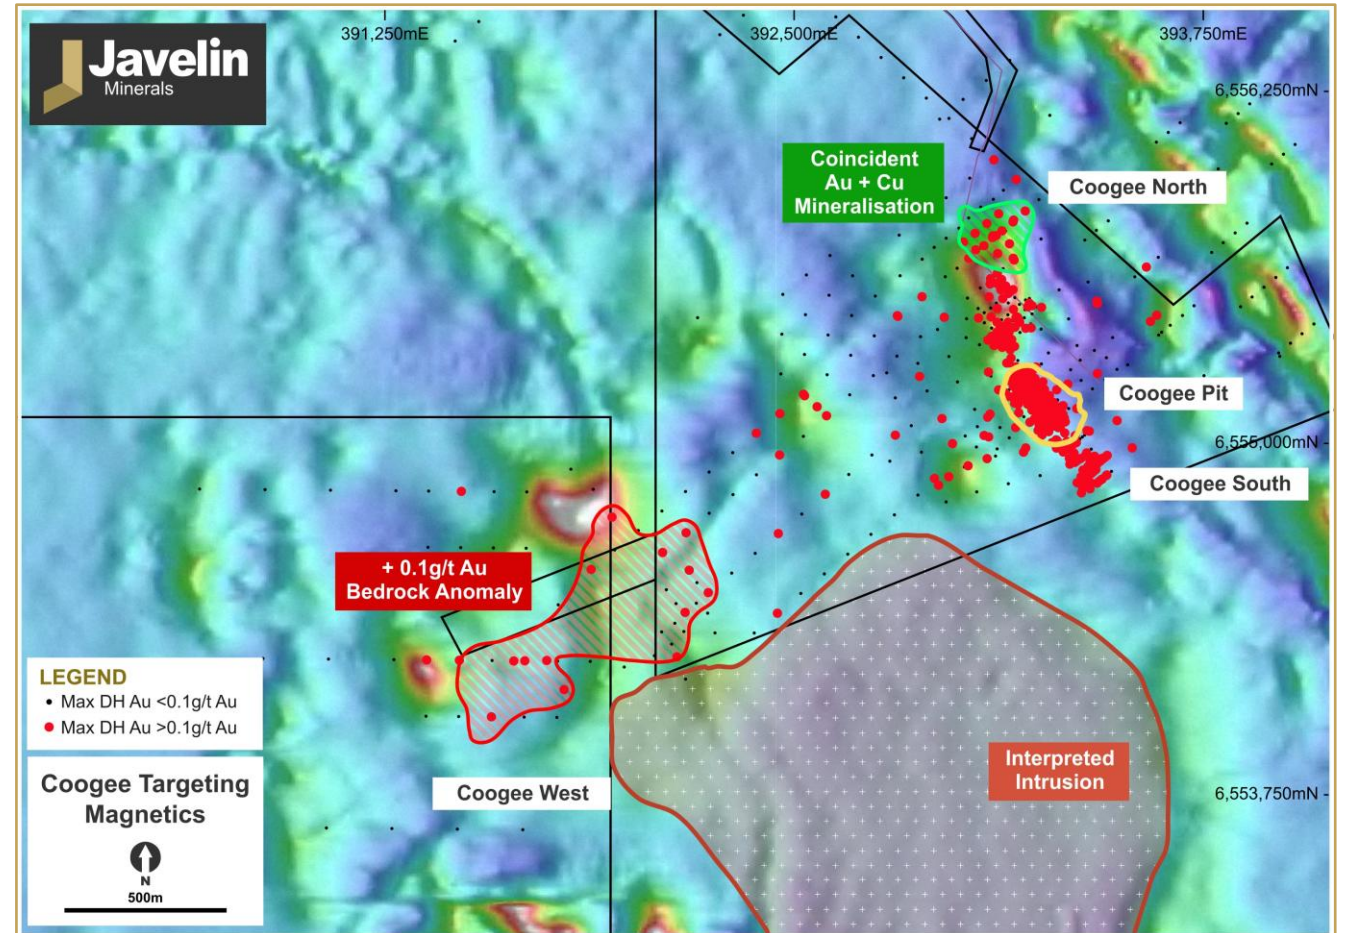 Javelin
Minerals
391,250mE
392,500mE
393,750mE
6,556,250mN
Coincident
Au + Cu
Mineralisation
Coogee North
Coogee Pit
6,555,000mN
Coogee South
+ 0.1g/t Au
Bedrock Anomaly
LEGEND
Max DH Au <0.1g/t Au
Max DH Au >0.1g/t Au
Interpreted
Intrusion
Coogee West
6,553,750mN
Coogee Targeting
Magnetics
N
500m